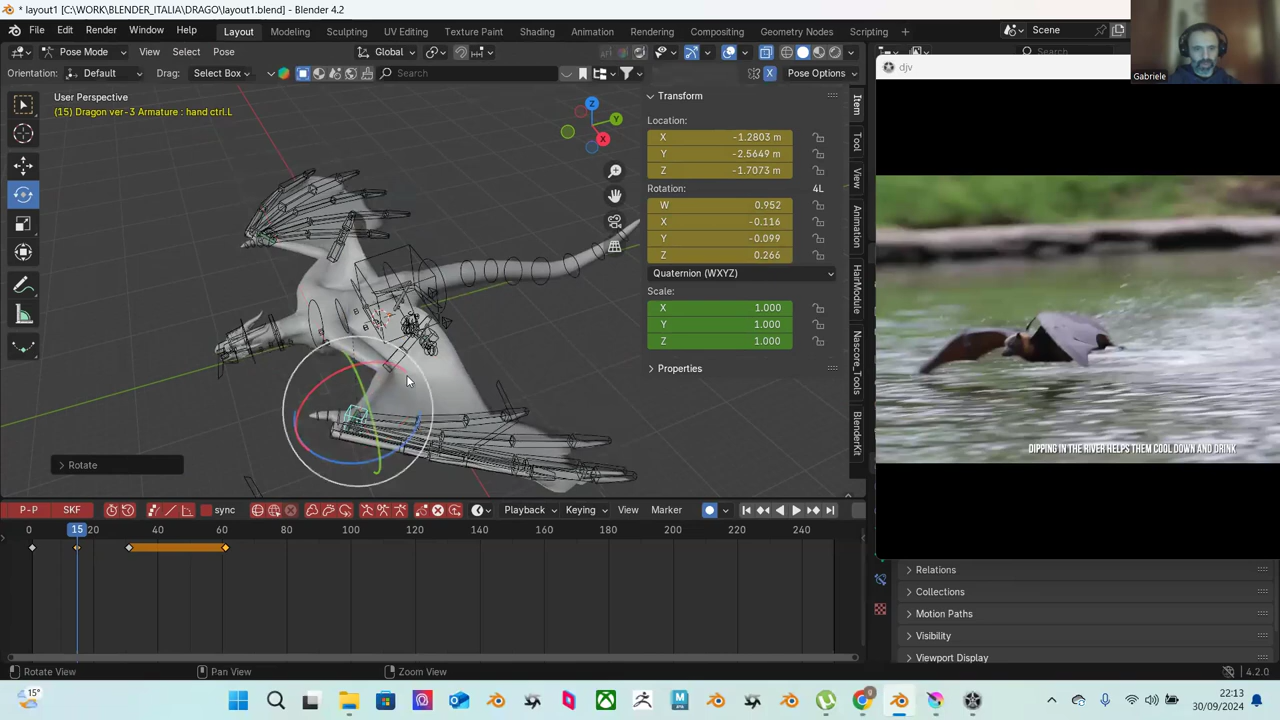 * layout1 [C:\WORK\BLENDER_ITALIA\DRAGO\layout1.blend] - Blender 4.2
File Edit Render Window Help
Layout Modeling Sculpting UV Editing Texture Paint Shading Animation Rendering Compositing Geometry Nodes Scripting
Scene
Pose Mode View Select Pose
Global
Search
Gabriele
Orientation: Default Drag: Select Box
Search
Pose Options
djv
User Perspective
(15) Dragon ver-3 Armature : hand ctrl.L
Z
Y
X
Transform
Location:
X -1.2803 m
Y -2.5649 m
Z -1.7073 m
Rotation: 4L
W 0.952
X -0.116
Y -0.099
Z 0.266
Quaternion (WXYZ)
Scale:
X 1.000
Y 1.000
Z 1.000
Properties
Item
Tool
View
Animation
HairModule
Nascore_Tools
BlenderKit
DIPPING IN THE RIVER HELPS THEM COOL DOWN AND DRINK
Rotate
P-P SKF sync Playback Keying View Marker
0 15 20 40 60 80 100 120 140 160 180 200 220 240
Relations
Collections
Motion Paths
Visibility
Viewport Display
Rotate View Pan View Zoom View 4.2.0
15°
22:13
30/09/2024